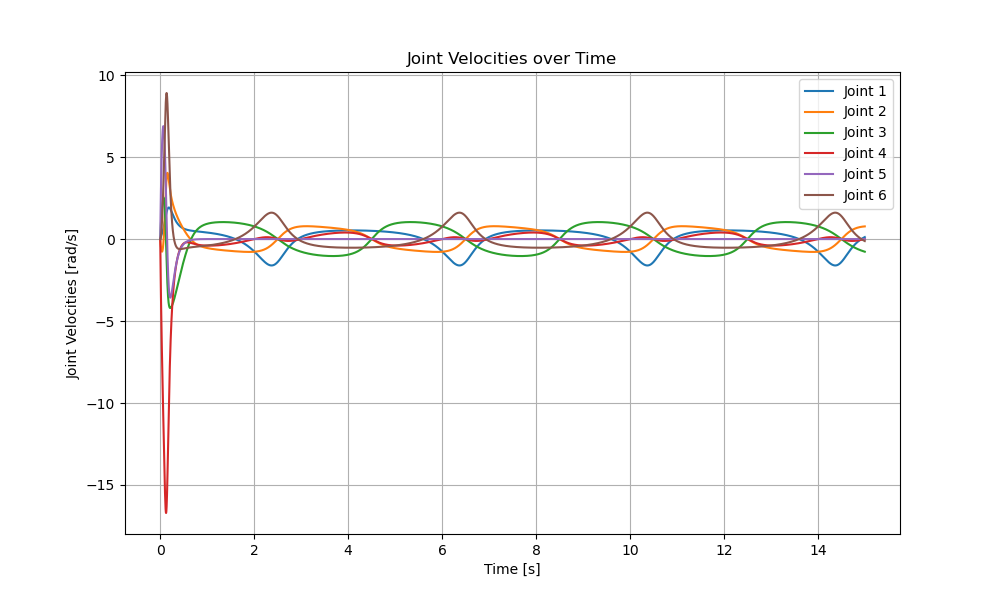 Joint Velocities over Time
Joint Velocities [rad/s]
10
5
0
−5
−10
−15
0 2 4 6 8 10 12 14
Time [s]
Joint 1
Joint 2
Joint 3
Joint 4
Joint 5
Joint 6